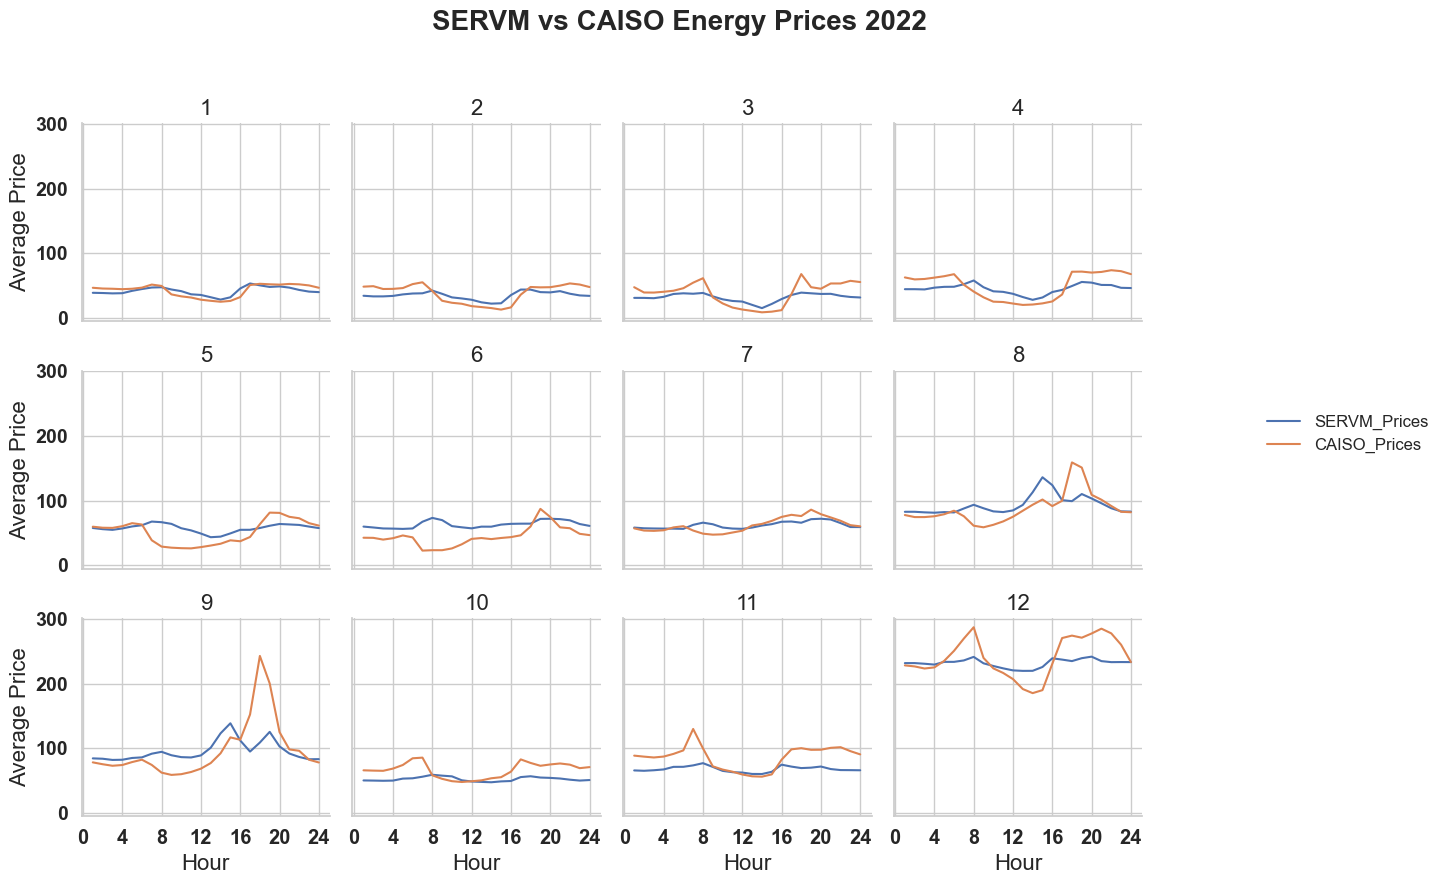 SERVM vs CAISO Energy Prices 2022
1
2
3
4
300
200
100
0
Average Price
5
6
7
8
300
200
100
0
Average Price
SERVM_Prices
CAISO_Prices
9
10
11
12
300
200
100
0
Average Price
0 4 8 12 16 20 24
0 4 8 12 16 20 24
0 4 8 12 16 20 24
0 4 8 12 16 20 24
Hour
Hour
Hour
Hour